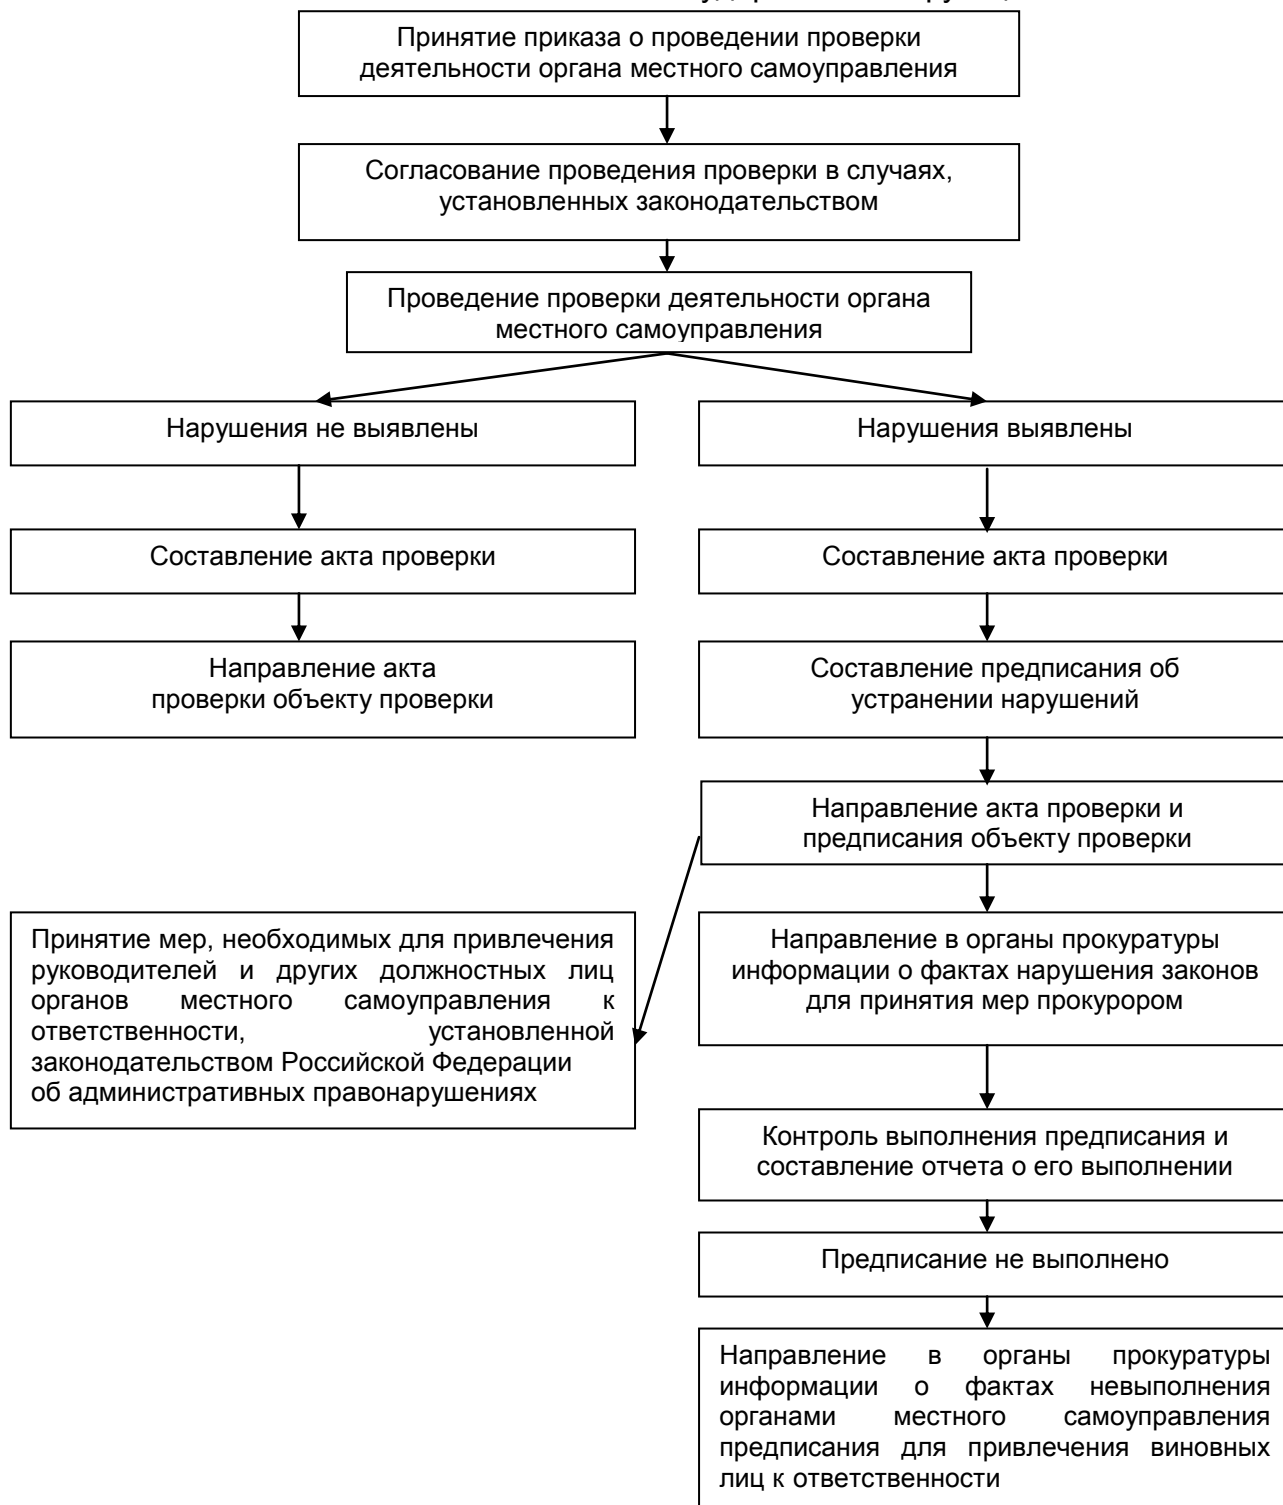 Принятие приказа о проведении проверки
деятельности органа местного самоуправления
Согласование проведения проверки в случаях,
установленных законодательством
Проведение проверки деятельности органа
местного самоуправления
Нарушения не выявлены
Нарушения выявлены
Составление акта проверки
Составление акта проверки
Направление акта
проверки объекту проверки
Составление предписания об
устранении нарушений
Направление акта проверки и
предписания объекту проверки
Принятие мер, необходимых для привлечения
руководителей и других должностных лиц
органов местного самоуправления к
ответственности, установленной
законодательством Российской Федерации
об административных правонарушениях
Направление в органы прокуратуры
информации о фактах нарушения законов
для принятия мер прокурором
Контроль выполнения предписания и
составление отчета о его выполнении
Предписание не выполнено
Направление в органы прокуратуры
информации о фактах невыполнения
органами местного самоуправления
предписания для привлечения виновных
лиц к ответственности